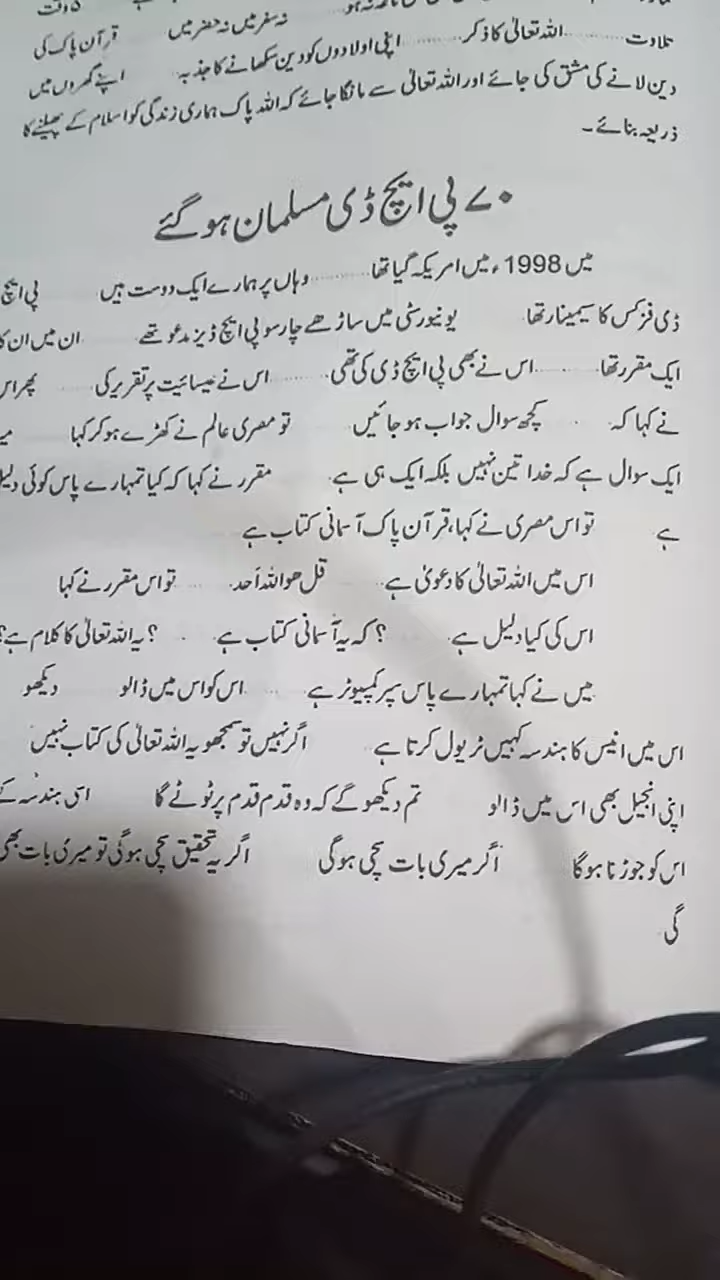 نہ سفر میں نہ حضر میں
تلاوت .......... اللہ تعالیٰ کا ذکر .......... اپنی اولادوں کو دین سکھانے کا جذبہ قرآن پاک کی
دین لانے کی مشق کی جائے اور اللہ تعالیٰ سے مانگا جائے کہ اللہ پاک ہماری زندگی کو اسلام کے پھیلنے کا اپنے گھروں میں
ذریعہ بنائے۔
۷۰ پی ایچ ڈی مسلمان ہو گئے
میں 1998ء میں امریکہ گیا تھا .......... وہاں پر ہمارے ایک دوست ہیں پی ایچ
ڈی فزکس کا سیمینار تھا یونیورسٹی میں ساڑھے چار سو پی ایچ ڈیز مدعو تھے ان میں ان کا
ایک مقرر تھا .......... اس نے بھی پی ایچ ڈی کی تھی .......... اس نے عیسائیت پر تقریر کی پھر اس
نے کہا کہ کچھ سوال جواب ہو جائیں تو مصری عالم نے کھڑے ہو کر کہا
ایک سوال ہے کہ خدا تین نہیں بلکہ ایک ہی ہے مقرر نے کہا کہ کیا تمہارے پاس کوئی دلیل
ہے تو اس مصری نے کہا، قرآن پاک آسمانی کتاب ہے
اس میں اللہ تعالیٰ کا دعویٰ ہے قل ھو اللہ اَحد تو اس مقرر نے کہا
اس کی کیا دلیل ہے ؟ کہ یہ آسمانی کتاب ہے ؟ یہ اللہ تعالیٰ کا کلام ہے؟
میں نے کہا تمہارے پاس سپر کمپیوٹر ہے اس کو اس میں ڈالو دیکھو
اس میں انیس کا ہندسہ کہیں ٹریول کرتا ہے اگر نہیں تو سمجھو یہ اللہ تعالیٰ کی کتاب نہیں
اپنی انجیل بھی اس میں ڈالو تم دیکھو گے کہ وہ قدم قدم پر ٹوٹے گا اسی ہندسہ کے
اس کو جوڑنا ہوگا اگر میری بات سچی ہوگی اگر یہ تحقیق سچی ہوگی تو میری بات بھی
گی